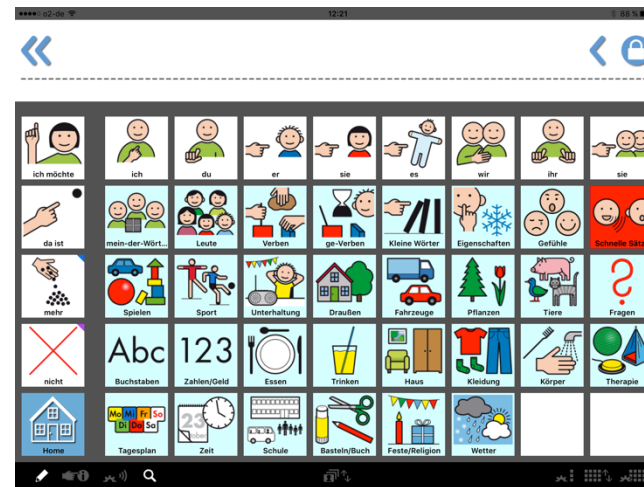 o2-de
12:21
88 %
ich möchte
ich
du
er
sie
es
wir
ihr
sie
da ist
mein-der-Wört...
Leute
Verben
ge-Verben
Kleine Wörter
Eigenschaften
Gefühle
Schnelle Sätz
mehr
Spielen
Sport
Unterhaltung
Draußen
Fahrzeuge
Pflanzen
Tiere
Fragen
nicht
Abc
Buchstaben
123
Zahlen/Geld
Essen
Trinken
Haus
Kleidung
Körper
Therapie
Home
Mo Mi Fr So
Di Do Sa
Tagesplan
23
Zeit
Schule
Basteln/Buch
Feste/Religion
Wetter